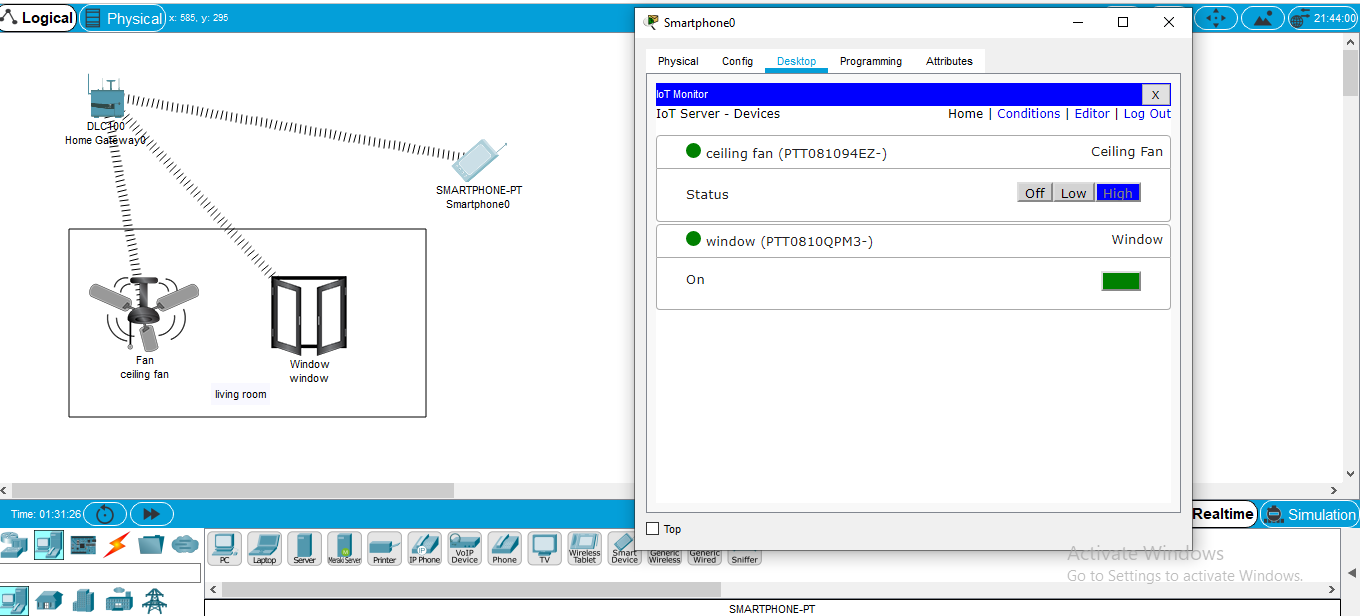 Logical
Physical
x: 585, y: 295
21:44:00
DLC100
Home Gateway0
SMARTPHONE-PT
Smartphone0
Fan
ceiling fan
Window
window
living room
Smartphone0
Physical Config Desktop Programming Attributes
IoT Monitor X
IoT Server - Devices Home | Conditions | Editor | Log Out
ceiling fan (PTT081094EZ-) Ceiling Fan
Status Off Low High
window (PTT0810QPM3-) Window
On
Top
Time: 01:31:26
Realtime
Simulation
PC
Laptop
Server
Meraki Server
Printer
IP Phone
VoIP Device
Phone
TV
Wireless Tablet
Smart Device
Generic Wireless
Generic Wired
Sniffer
Activate Windows
Go to Settings to activate Windows.
SMARTPHONE-PT